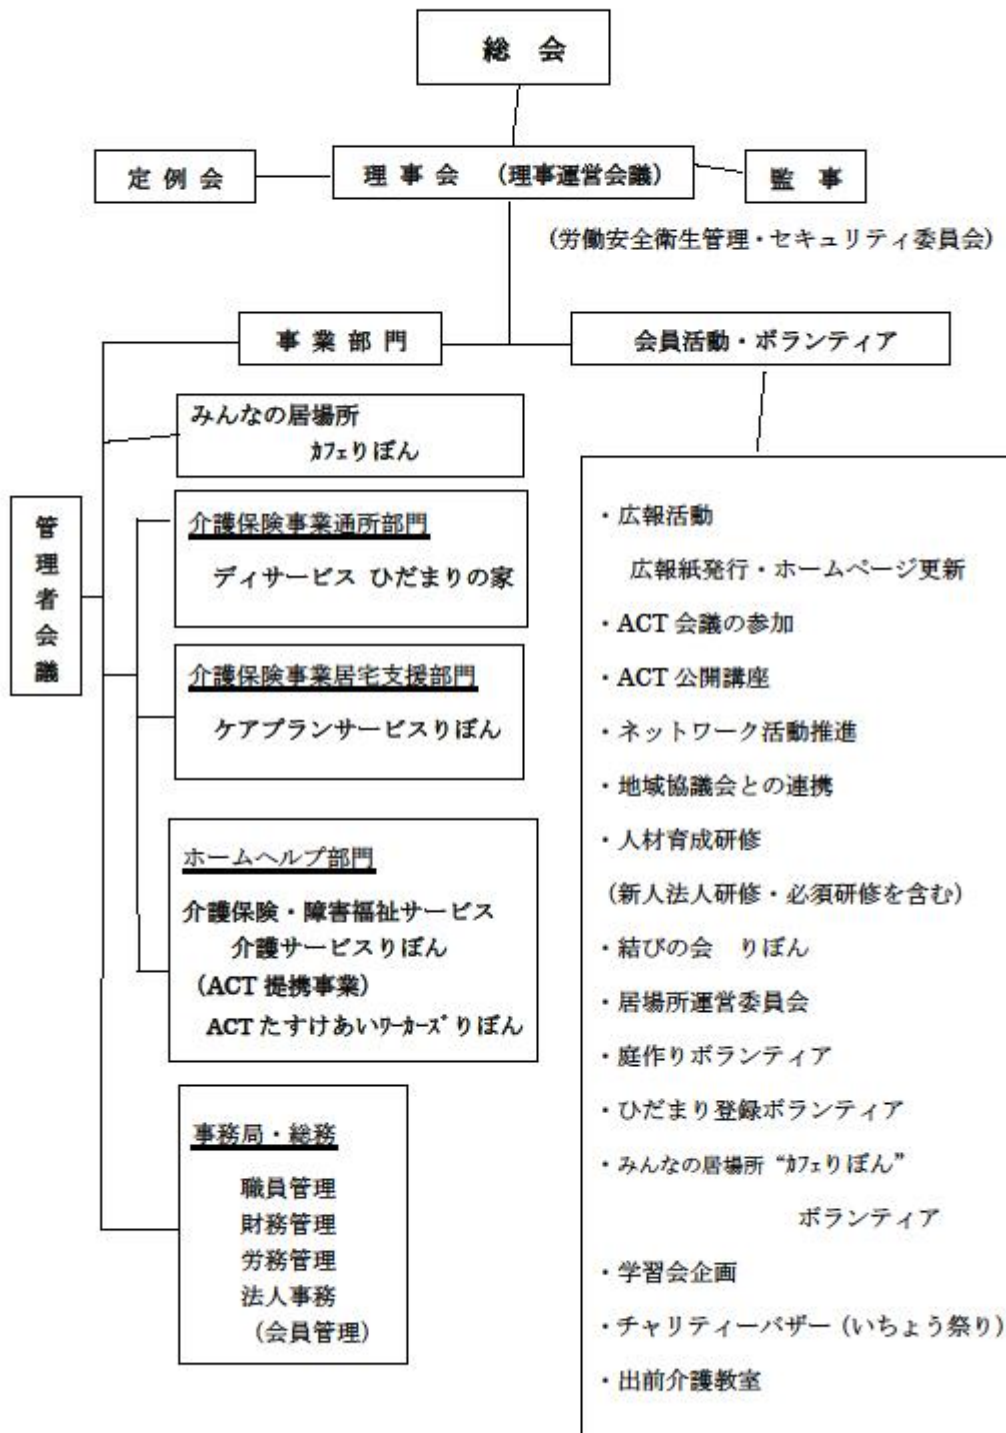 総 会
定 例 会
理 事 会 （理事運営会議）
監 事
(労働安全衛生管理・セキュリティ委員会)
事 業 部 門
会員活動・ボランティア
管理者会議
みんなの居場所
ｶﾌｪりぼん
介護保険事業通所部門
ディサービス ひだまりの家
介護保険事業居宅支援部門
ケアプランサービスりぼん
ホームヘルプ部門
介護保険・障害福祉サービス
介護サービスりぼん
（ACT 提携事業）
ACT たすけあいﾜｰｶｰｽﾞりぼん
事務局・総務
職員管理
財務管理
労務管理
法人事務
（会員管理）
・広報活動
広報紙発行・ホームページ更新
・ACT 会議の参加
・ACT 公開講座
・ネットワーク活動推進
・地域協議会との連携
・人材育成研修
(新人法人研修・必須研修を含む)
・結びの会 りぼん
・居場所運営委員会
・庭作りボランティア
・ひだまり登録ボランティア
・みんなの居場所 “ｶﾌｪりぼん”
ボランティア
・学習会企画
・チャリティーバザー (いちょう祭り)
・出前介護教室